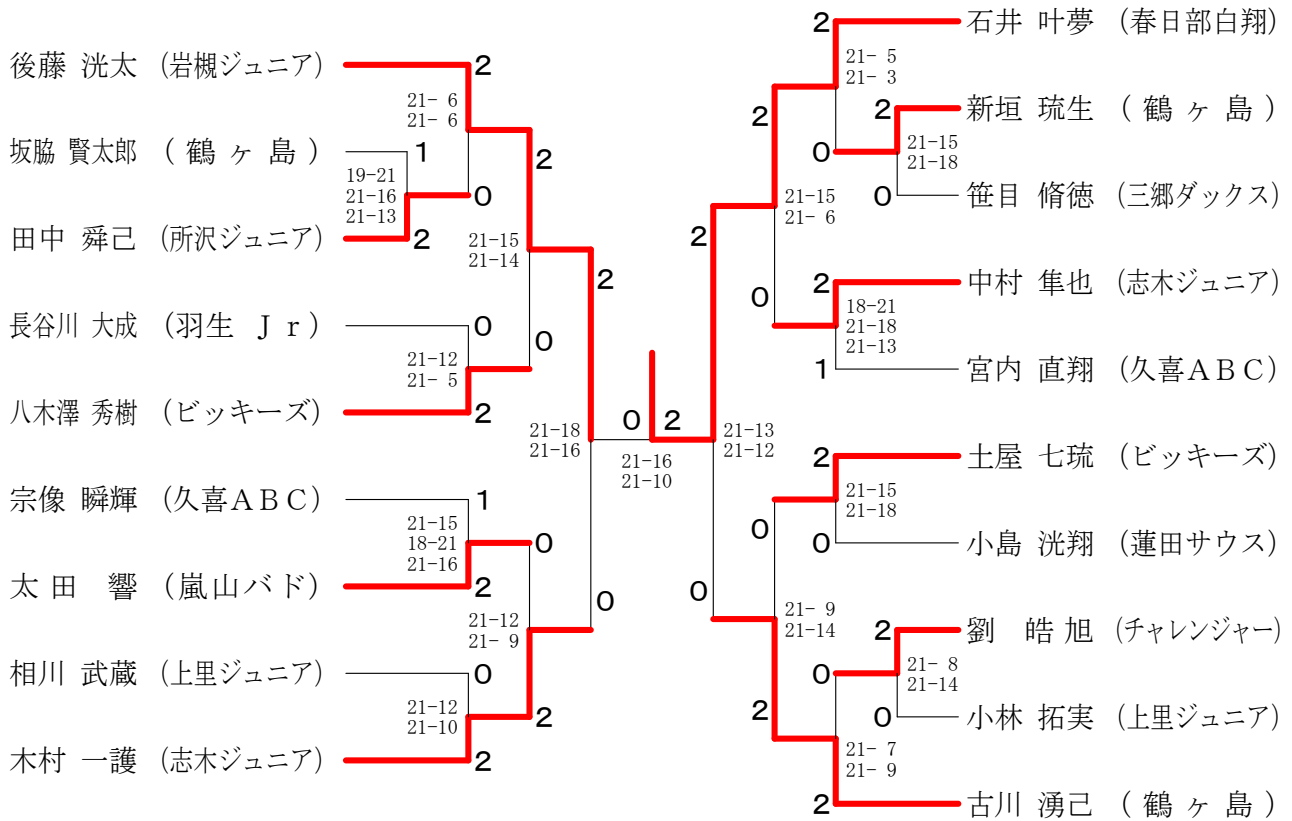 後藤 洸太 (岩槻ジュニア) 2
21- 6
21- 6
坂脇 賢太郎 (鶴ヶ島) 1
2
19-21
21-16
21-13
0
田中 舜己 (所沢ジュニア) 2
21-15
21-14
2
長谷川 大成 (羽生 Jr) 0
0
21-12
21- 5
八木澤 秀樹 (ビッキーズ) 2
21-18
21-16
宗像 瞬輝 (久喜ABC) 1
21-15
18-21
21-16
0
太田 響 (嵐山バド) 2
0
21-12
21- 9
相川 武蔵 (上里ジュニア) 0
21-12
21-10
2
木村 一護 (志木ジュニア) 2
0 2
21-16
21-10
2 石井 叶夢 (春日部白翔)
21- 5
21- 3
2
2 新垣 琉生 (鶴ヶ島)
0
21-15
21-18
0 笹目 脩徳 (三郷ダックス)
21-15
21- 6
2
2 中村 隼也 (志木ジュニア)
0
18-21
21-18
21-13
1 宮内 直翔 (久喜ABC)
21-13
21-12
2 土屋 七琉 (ビッキーズ)
21-15
21-18
0
0 小島 洸翔 (蓮田サウス)
0
21- 9
21-14
2 劉 皓旭 (チャレンジャー)
0
21- 8
21-14
2
0 小林 拓実 (上里ジュニア)
21- 7
21- 9
2 古川 湧己 (鶴ヶ島)